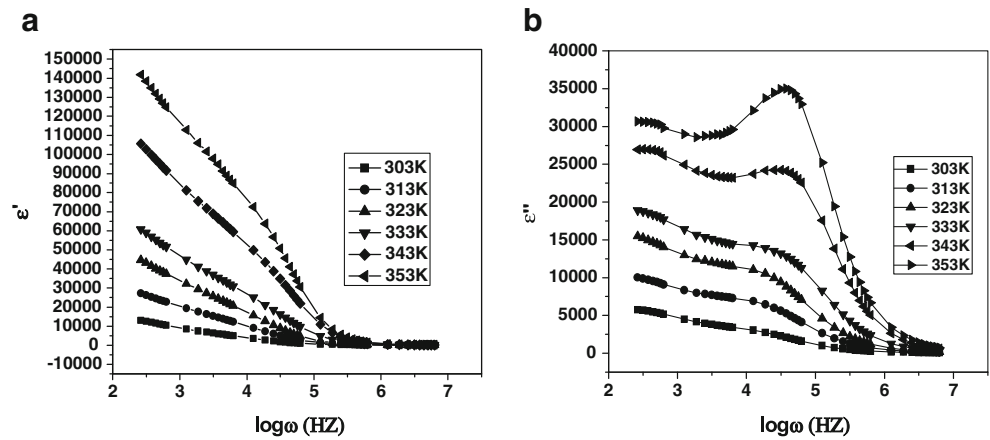 a
150000
140000
130000
120000
110000
100000
90000
80000
70000
60000
50000
40000
30000
20000
10000
0
-10000
ε'
2 3 4 5 6 7
logω (HZ)
303K
313K
323K
333K
343K
353K
b
40000
35000
30000
25000
20000
15000
10000
5000
0
ε"
2 3 4 5 6 7
logω (HZ)
303K
313K
323K
333K
343K
353K